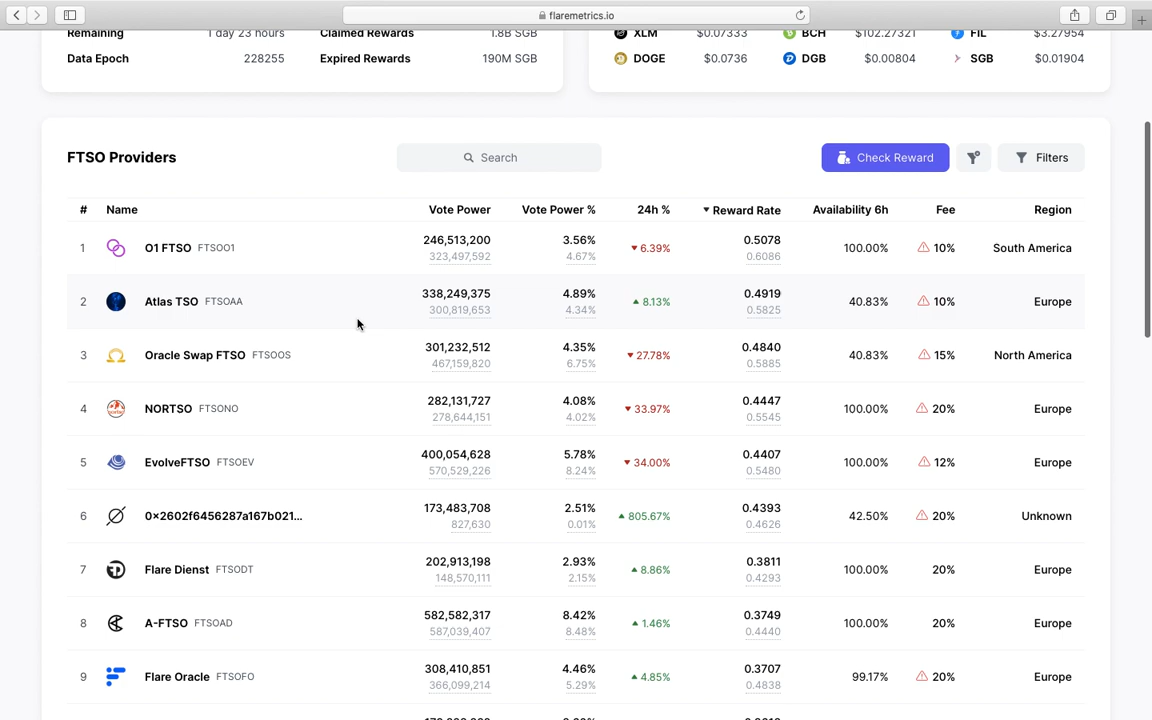 flaremetrics.io
Remaining 1 day 23 hours Claimed Rewards 1.8B SGB XLM $0.07333 BCH $102.27321 FIL $3.27954
Data Epoch 228255 Expired Rewards 190M SGB DOGE $0.0736 DGB $0.00804 SGB $0.01904
FTSO Providers Search Check Reward Filters
# Name Vote Power Vote Power % 24h % Reward Rate Availability 6h Fee Region
1 O1 FTSO FTSOO1 246,513,200 3.56% 6.39% 0.5078 100.00% 10% South America
323,497,592 4.67% 0.6086
2 Atlas TSO FTSOAA 338,249,375 4.89% 8.13% 0.4919 40.83% 10% Europe
300,819,653 4.34% 0.5825
3 Oracle Swap FTSO FTSOOS 301,232,512 4.35% 27.78% 0.4840 40.83% 15% North America
467,159,820 6.75% 0.5885
4 NORTSO FTSONO 282,131,727 4.08% 33.97% 0.4447 100.00% 20% Europe
278,644,151 4.02% 0.5545
5 EvolveFTSO FTSOEV 400,054,628 5.78% 34.00% 0.4407 100.00% 12% Europe
570,529,226 8.24% 0.5480
6 0×2602f6456287a167b021... 173,483,708 2.51% 805.67% 0.4393 42.50% 20% Unknown
827,630 0.01% 0.4626
7 Flare Dienst FTSODT 202,913,198 2.93% 8.86% 0.3811 100.00% 20% Europe
148,570,111 2.15% 0.4293
8 A-FTSO FTSOAD 582,582,317 8.42% 1.46% 0.3749 100.00% 20% Europe
587,039,407 8.48% 0.4440
9 Flare Oracle FTSOFO 308,410,851 4.46% 4.85% 0.3707 99.17% 20% Europe
366,099,214 5.29% 0.4838